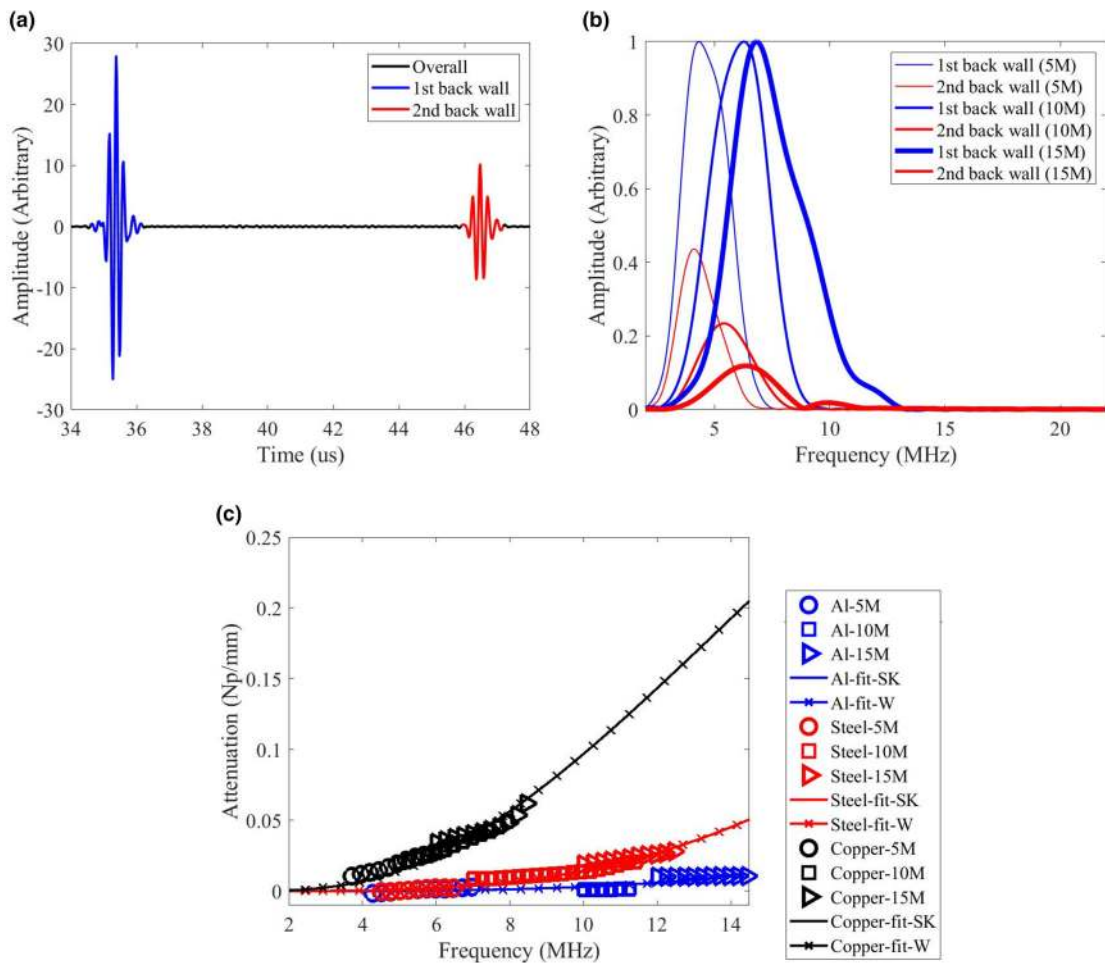 (a)
30
20
10
0
-10
-20
-30
Amplitude (Arbitrary)
34 36 38 40 42 44 46 48
Time (us)
Overall
1st back wall
2nd back wall
(b)
1
0.8
0.6
0.4
0.2
0
Amplitude (Arbitrary)
5 10 15 20
Frequency (MHz)
1st back wall (5M)
2nd back wall (5M)
1st back wall (10M)
2nd back wall (10M)
1st back wall (15M)
2nd back wall (15M)
(c)
0.25
0.2
0.15
0.1
0.05
0
Attenuation (Np/mm)
2 4 6 8 10 12 14
Frequency (MHz)
Al-5M
Al-10M
Al-15M
Al-fit-SK
Al-fit-W
Steel-5M
Steel-10M
Steel-15M
Steel-fit-SK
Steel-fit-W
Copper-5M
Copper-10M
Copper-15M
Copper-fit-SK
Copper-fit-W